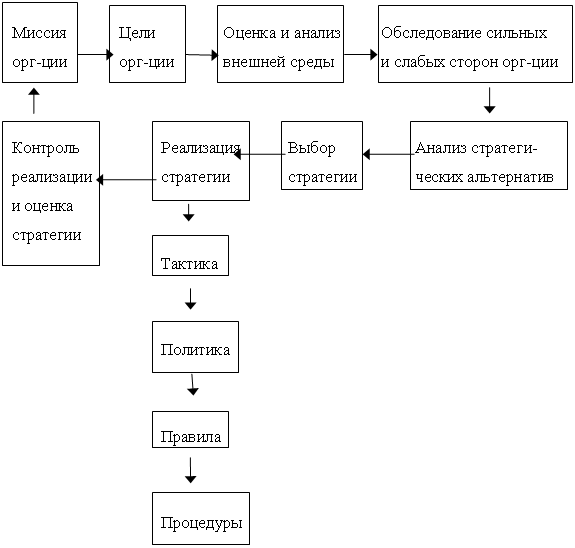 Миссия
орг-ции
Цели
орг-ции
Оценка и анализ
внешней среды
Обследование сильных
и слабых сторон орг-ции
Контроль
реализации
и оценка
стратегии
Реализация
стратегии
Выбор
стратегии
Анализ стратеги-
ческих альтернатив
Тактика
Политика
Правила
Процедуры